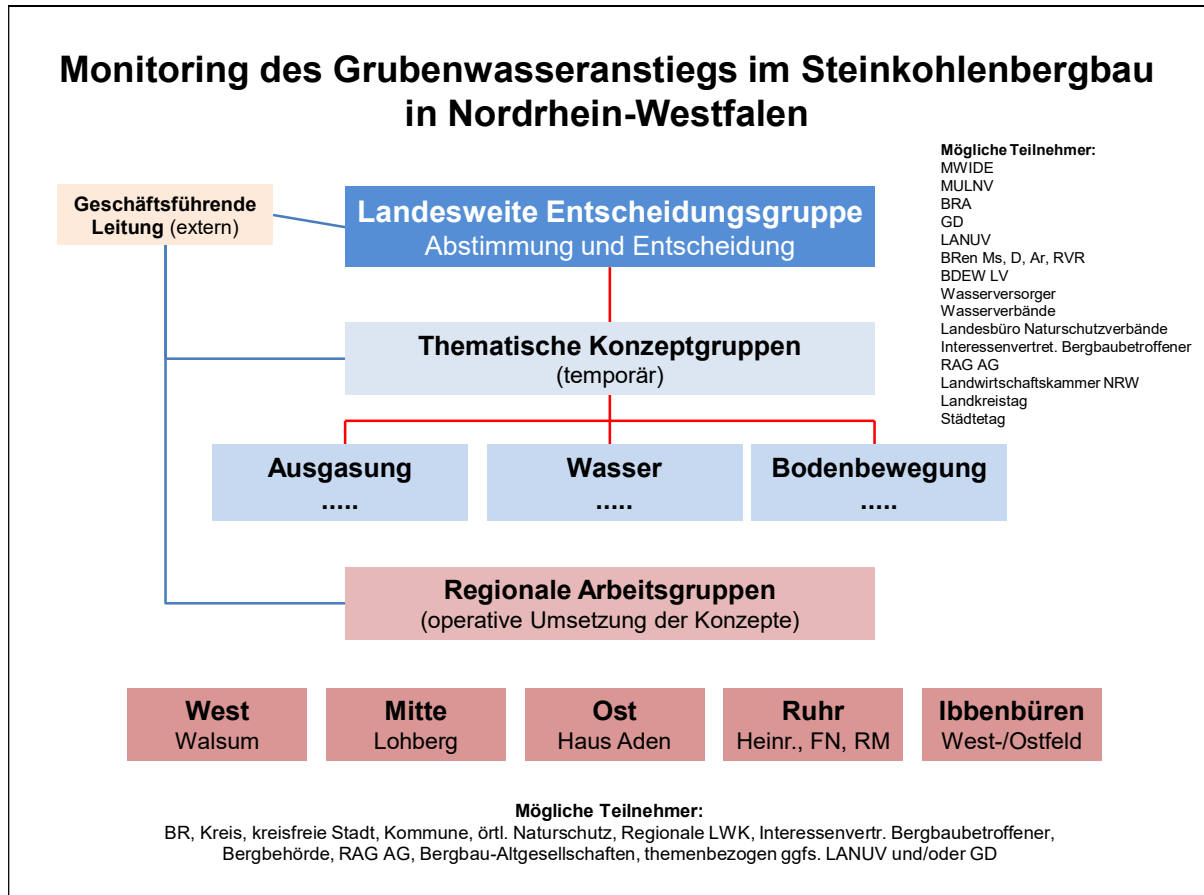 Monitoring des Grubenwasseranstiegs im Steinkohlenbergbau
in Nordrhein-Westfalen
Mögliche Teilnehmer:
MWIDE
MULNV
BRA
GD
LANUV
BRen Ms, D, Ar, RVR
BDEW LV
Wasserversorger
Wasserverbände
Landesbüro Naturschutzverbände
Interessenvertret. Bergbaubetroffener
RAG AG
Landwirtschaftskammer NRW
Landkreistag
Städtetag
Geschäftsführende
Leitung (extern)
Landesweite Entscheidungsgruppe
Abstimmung und Entscheidung
Thematische Konzeptgruppen
(temporär)
Ausgasung
.....
Wasser
.....
Bodenbewegung
.....
Regionale Arbeitsgruppen
(operative Umsetzung der Konzepte)
West
Walsum
Mitte
Lohberg
Ost
Haus Aden
Ruhr
Heinr., FN, RM
Ibbenbüren
West-/Ostfeld
Mögliche Teilnehmer:
BR, Kreis, kreisfreie Stadt, Kommune, örtl. Naturschutz, Regionale LWK, Interessenvertr. Bergbaubetroffener,
Bergbehörde, RAG AG, Bergbau-Altgesellschaften, themenbezogen ggfs. LANUV und/oder GD